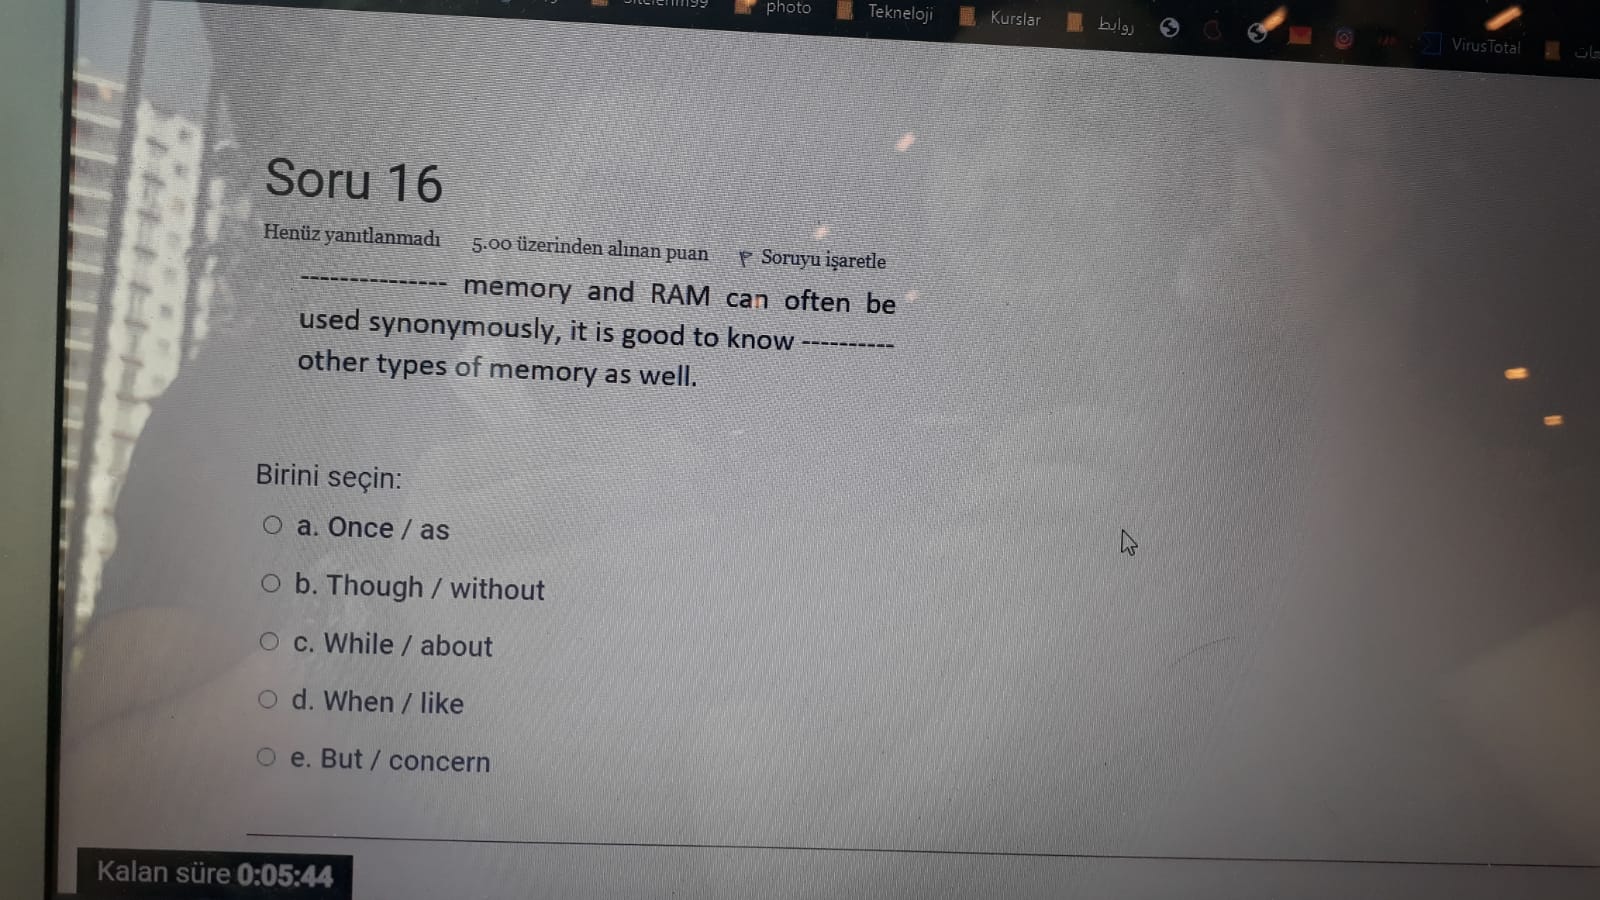 photo
Tekneloji
Kurslar
روابط
VirusTotal
Soru 16
Henüz yanıtlanmadı 5.00 üzerinden alınan puan Soruyu işaretle
--------------- memory and RAM can often be
used synonymously, it is good to know ----------
other types of memory as well.
Birini seçin:
a. Once / as
b. Though / without
c. While / about
d. When / like
e. But / concern
Kalan süre 0:05:44